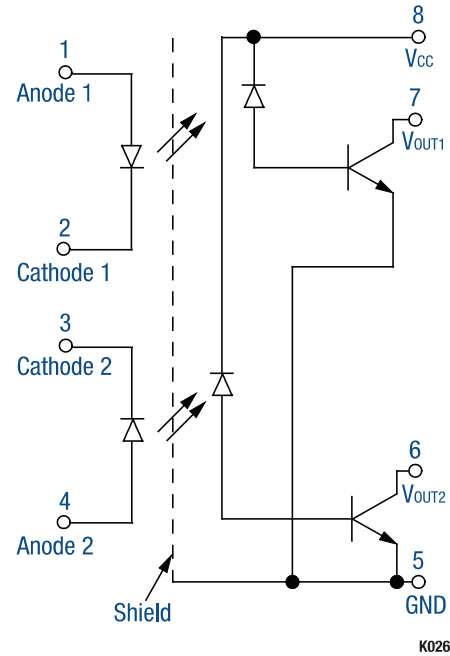 1
Anode 1
2
Cathode 1
3
Cathode 2
4
Anode 2
Shield
8
VCC
7
VOUT1
6
VOUT2
5
GND
K026